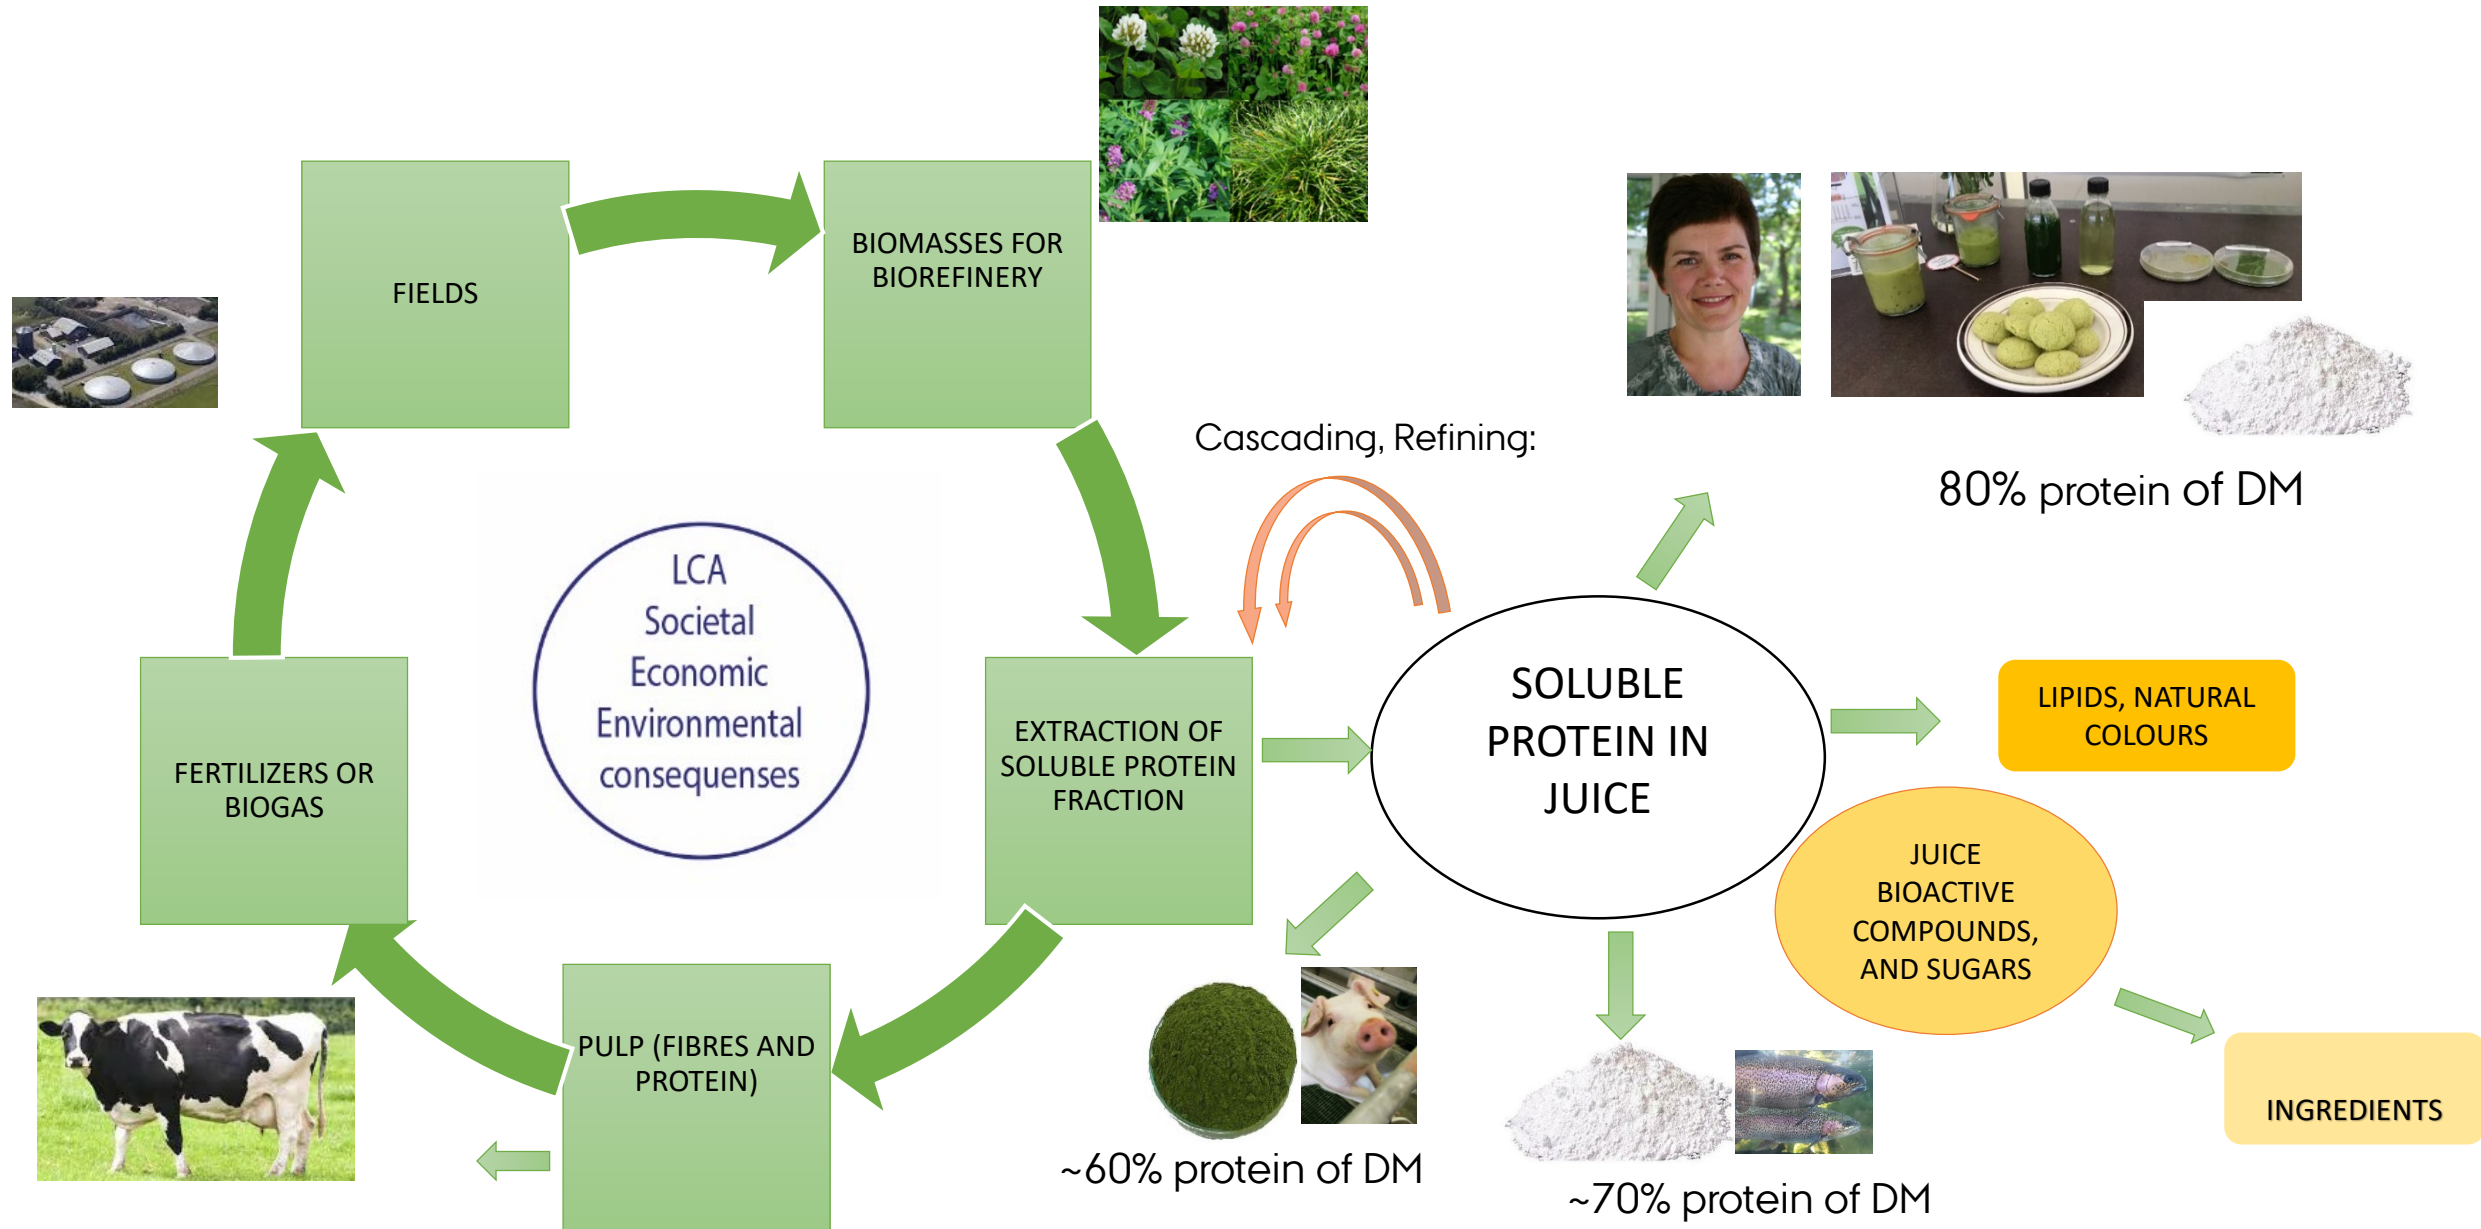 FIELDS
BIOMASSES FOR
BIOREFINERY
Cascading, Refining:
80% protein of DM
LCA
Societal
Economic
Environmental
consequenses
FERTILIZERS OR
BIOGAS
EXTRACTION OF
SOLUBLE PROTEIN
FRACTION
SOLUBLE
PROTEIN IN
JUICE
LIPIDS, NATURAL
COLOURS
JUICE
BIOACTIVE
COMPOUNDS,
AND SUGARS
PULP (FIBRES AND
PROTEIN)
~60% protein of DM
~70% protein of DM
INGREDIENTS